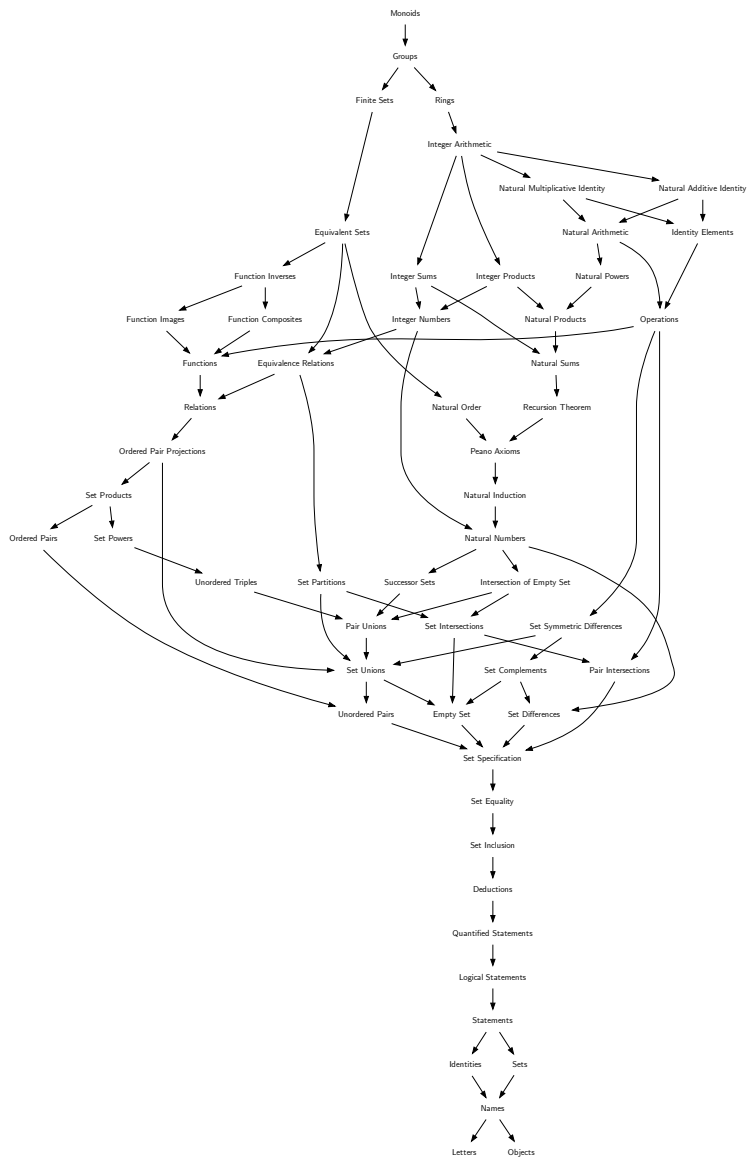 Monoids
Groups
Finite Sets
Rings
Integer Arithmetic
Natural Multiplicative Identity
Natural Additive Identity
Equivalent Sets
Natural Arithmetic
Identity Elements
Function Inverses
Integer Sums
Integer Products
Natural Powers
Function Images
Function Composites
Integer Numbers
Natural Products
Operations
Functions
Equivalence Relations
Natural Sums
Relations
Natural Order
Recursion Theorem
Ordered Pair Projections
Peano Axioms
Set Products
Natural Induction
Ordered Pairs
Set Powers
Natural Numbers
Unordered Triples
Set Partitions
Successor Sets
Intersection of Empty Set
Pair Unions
Set Intersections
Set Symmetric Differences
Set Unions
Set Complements
Pair Intersections
Unordered Pairs
Empty Set
Set Differences
Set Specification
Set Equality
Set Inclusion
Deductions
Quantified Statements
Logical Statements
Statements
Identities
Sets
Names
Letters
Objects